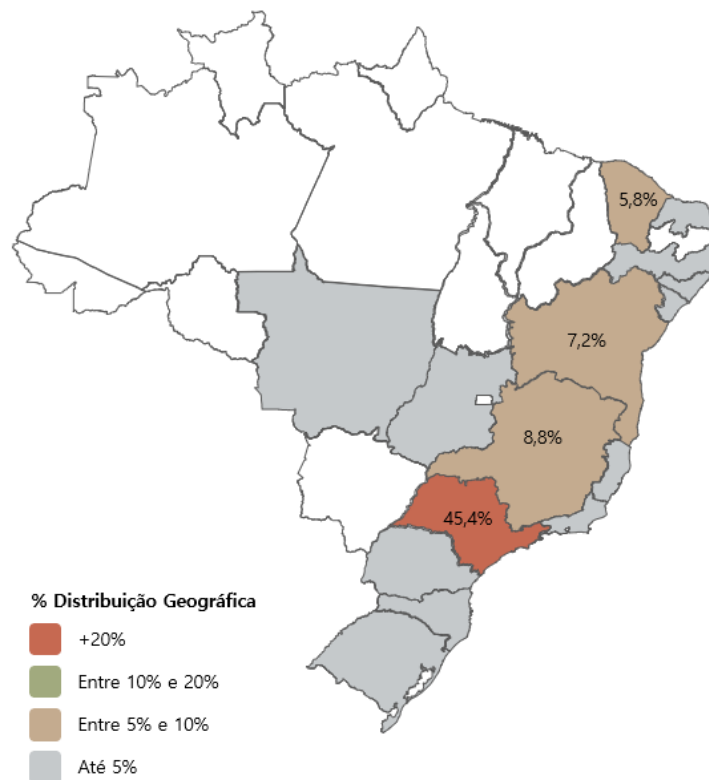 5,8%
7,2%
8,8%
45,4%
% Distribuição Geográfica
+20%
Entre 10% e 20%
Entre 5% e 10%
Até 5%